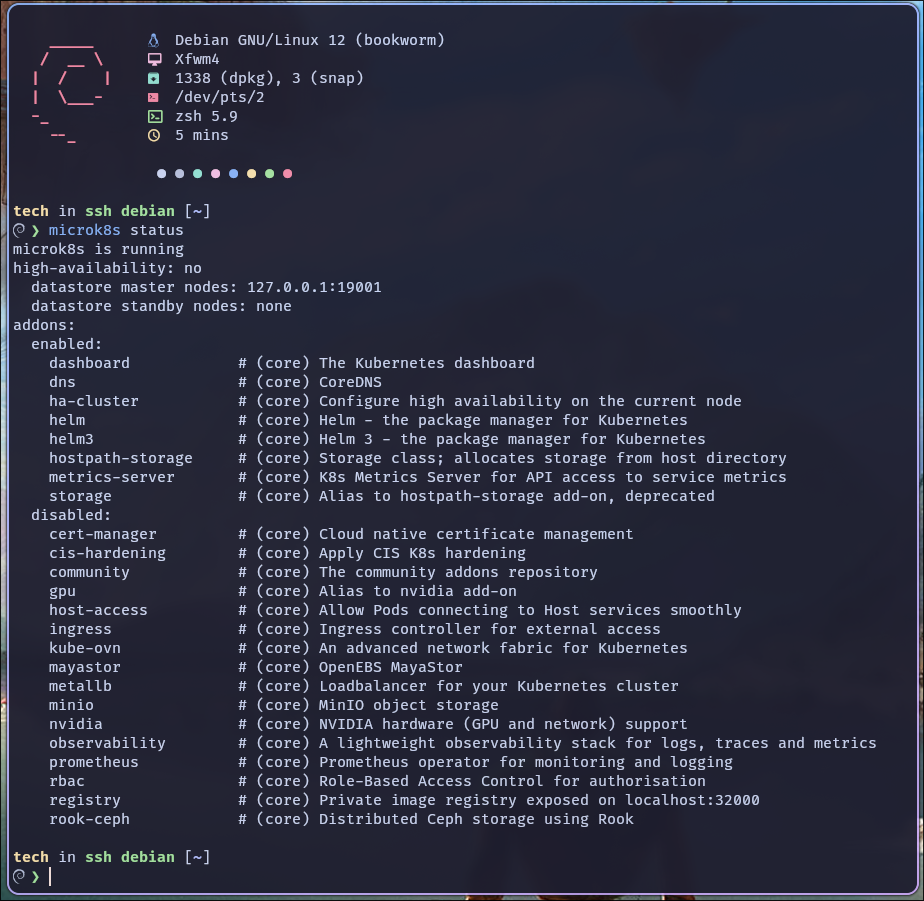 Debian GNU/Linux 12 (bookworm)
Xfwm4
1338 (dpkg), 3 (snap)
/dev/pts/2
zsh 5.9
5 mins
tech in ssh debian [~]
❯ microk8s status
microk8s is running
high-availability: no
  datastore master nodes: 127.0.0.1:19001
  datastore standby nodes: none
addons:
  enabled:
    dashboard            # (core) The Kubernetes dashboard
    dns                  # (core) CoreDNS
    ha-cluster           # (core) Configure high availability on the current node
    helm                 # (core) Helm - the package manager for Kubernetes
    helm3                # (core) Helm 3 - the package manager for Kubernetes
    hostpath-storage     # (core) Storage class; allocates storage from host directory
    metrics-server       # (core) K8s Metrics Server for API access to service metrics
    storage              # (core) Alias to hostpath-storage add-on, deprecated
  disabled:
    cert-manager         # (core) Cloud native certificate management
    cis-hardening        # (core) Apply CIS K8s hardening
    community            # (core) The community addons repository
    gpu                  # (core) Alias to nvidia add-on
    host-access          # (core) Allow Pods connecting to Host services smoothly
    ingress              # (core) Ingress controller for external access
    kube-ovn             # (core) An advanced network fabric for Kubernetes
    mayastor             # (core) OpenEBS MayaStor
    metallb              # (core) Loadbalancer for your Kubernetes cluster
    minio                # (core) MinIO object storage
    nvidia               # (core) NVIDIA hardware (GPU and network) support
    observability        # (core) A lightweight observability stack for logs, traces and metrics
    prometheus           # (core) Prometheus operator for monitoring and logging
    rbac                 # (core) Role-Based Access Control for authorisation
    registry             # (core) Private image registry exposed on localhost:32000
    rook-ceph            # (core) Distributed Ceph storage using Rook
tech in ssh debian [~]
❯